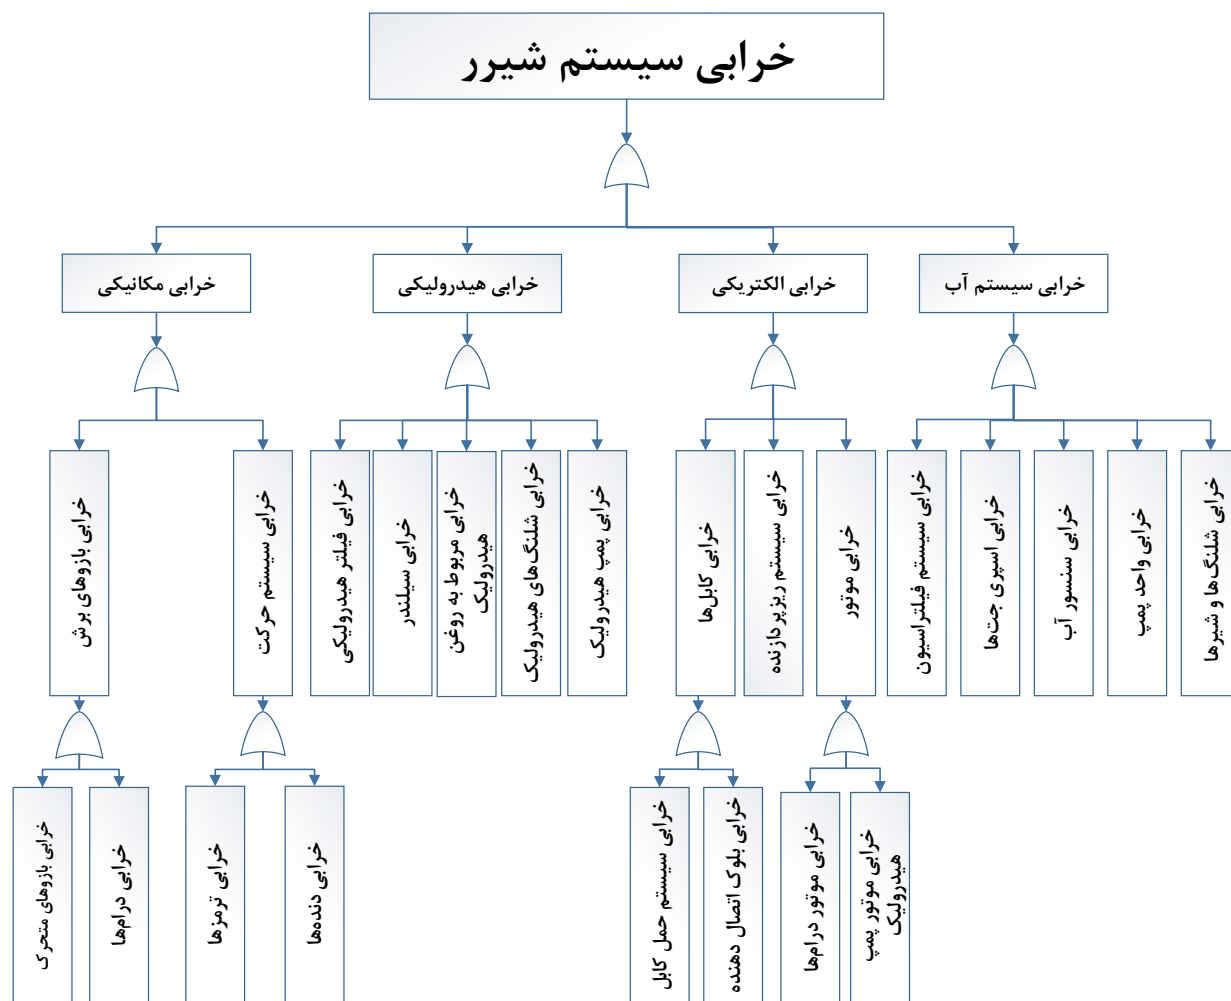 خرابی سیستم شیرر
خرابی سیستم آب
خرابی الکتریکی
خرابی هیدرولیکی
خرابی مکانیکی
خرابی شلنگ‌ها و شیرها
خرابی واحد پمپ
خرابی سنسور آب
خرابی اسپری جت‌ها
خرابی سیستم فیلتراسیون
خرابی موتور
خرابی سیستم ریزپردازنده
خرابی کابل‌ها
خرابی پمپ هیدرولیک
خرابی شلنگ‌های هیدرولیک
خرابی مربوط به روغن
هیدرولیک
خرابی سیلندر
خرابی فیلتر هیدرولیکی
خرابی سیستم حرکت
خرابی بازوهای برش
خرابی موتور پمپ
هیدرولیک
خرابی موتور درام‌ها
خرابی بلوک اتصال دهنده
خرابی سیستم حمل کابل
خرابی دنده‌ها
خرابی ترمزها
خرابی درام‌ها
خرابی بازوهای متحرک